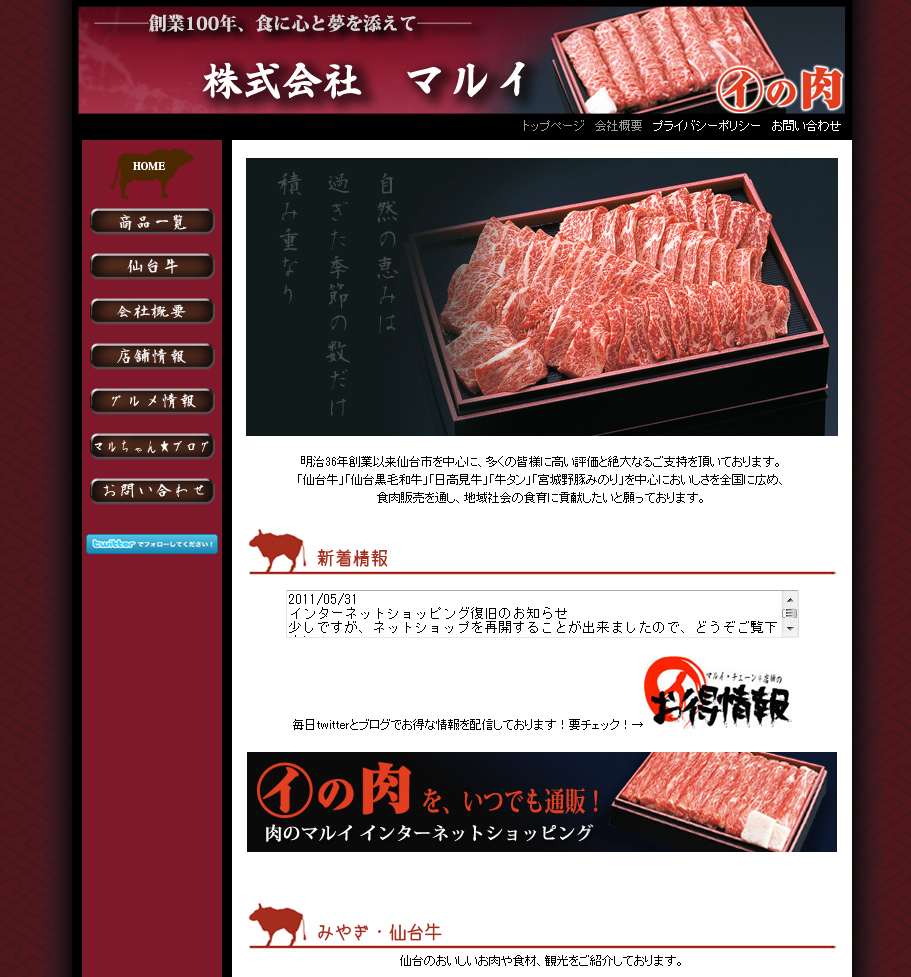 創業100年、食に心と夢を添えて
株式会社 マルイ
イの肉
トップページ 会社概要 プライバシーポリシー お問い合わせ
HOME
商品一覧
仙台牛
会社概要
店舗情報
グルメ情報
マルちゃん★ブログ
お問い合わせ
twitterでフォローしてください!
自然の恵みは
過ぎた季節の数だけ
積み重なり
明治36年創業以来仙台市を中心に、多くの皆様に高い評価と絶大なるご支持を頂いております。
「仙台牛」「仙台黒毛和牛」「日高見牛」「牛タン」「宮城野豚みのり」を中心においしさを全国に広め、
食肉販売を通し、地域社会の食育に貢献したいと願っております。
新着情報
2011/05/31
インターネットショッピング復旧のお知らせ
少しですが、ネットショップを再開することが出来ましたので、どうぞご覧下
マルイ・チェーン4店舗の
お得情報
毎日twitterとブログでお得な情報を配信しております！要チェック！→
イの肉を、いつでも通販！
肉のマルイ インターネットショッピング
みやぎ・仙台牛
仙台のおいしいお肉や食材、観光をご紹介しております。